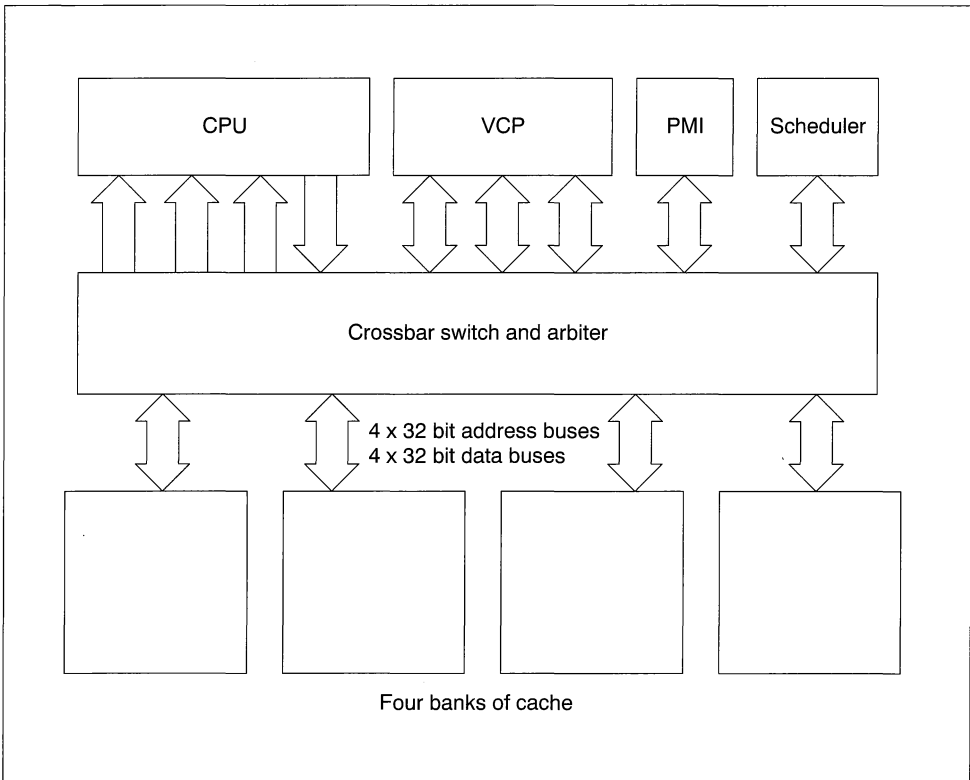 CPU
VCP
PMI
Scheduler
Crossbar switch and arbiter
4 x 32 bit address buses
4 x 32 bit data buses
Four banks of cache